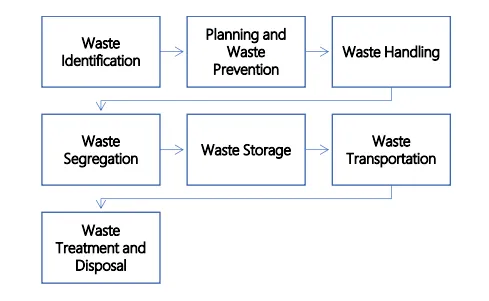 Waste
Identification
Planning and
Waste
Prevention
Waste Handling
Waste
Segregation
Waste Storage
Waste
Transportation
Waste
Treatment and
Disposal